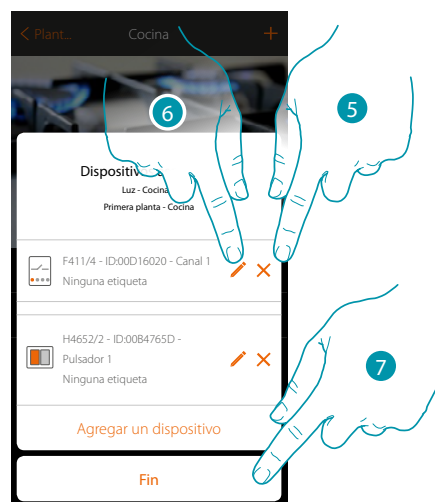 Plant...
Cocina
+
6
5
Dispositiv
Luz - Cocina
Primera planta - Cocina
F411/4 - ID:00D16020 - Canal 1
Ninguna etiqueta
H4652/2 - ID:00B4765D -
Pulsador 1
Ninguna etiqueta
7
Agregar un dispositivo
Fin